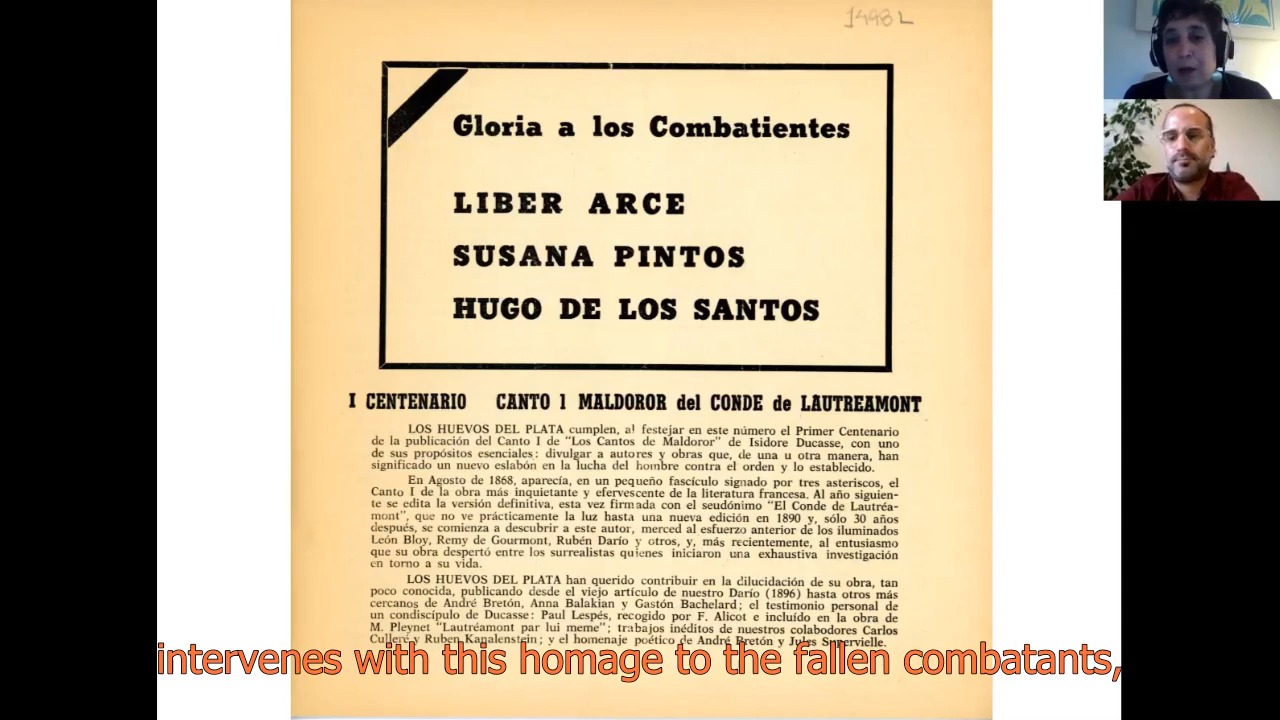 1498L
Gloria a los Combatientes
LIBER ARCE
SUSANA PINTOS
HUGO DE LOS SANTOS
I CENTENARIO CANTO 1 MALDOROR del CONDE de LAUTREAMONT
LOS HUEVOS DEL PLATA cumplen, al festejar en este número el Primer Centenario
de la publicación del Canto I de "Los Cantos de Maldoror" de Isidore Ducasse, con uno
de sus propósitos esenciales: divulgar a autores y obras que, de una u otra manera, han
significado un nuevo eslabón en la lucha del hombre contra el orden y lo establecido.
En Agosto de 1868, aparecía, en un pequeño fascículo signado por tres asteriscos, el
Canto I de la obra más inquietante y efervescente de la literatura francesa. Al año siguien-
te se edita la versión definitiva, esta vez firmada con el seudónimo "El Conde de Lautréa-
mont", que no ve prácticamente la luz hasta una nueva edición en 1890 y, sólo 30 años
después, se comienza a descubrir a este autor, merced al esfuerzo anterior de los iluminados
León Bloy, Remy de Gourmont, Rubén Darío y otros, y, más recientemente, al entusiasmo
que su obra despertó entre los surrealistas quienes iniciaron una exhaustiva investigación
en torno a su vida.
LOS HUEVOS DEL PLATA han querido contribuir en la dilucidación de su obra, tan
poco conocida, publicando desde el viejo artículo de nuestro Darío (1896) hasta otros más
cercanos de André Bretón, Anna Balakian y Gastón Bachelard; el testimonio personal de
un condiscípulo de Ducasse: Paul Lespés, recogido por F. Alicot e incluído en la obra de
M. Pleynet "Lautréamont par lui meme"; trabajos inéditos de nuestros colabodores Carlos
Culleré y Ruben Kanalenstein; y el homenaje poético de André Bretón y Jules Supervielle.
intervenes with this homage to the fallen combatants,